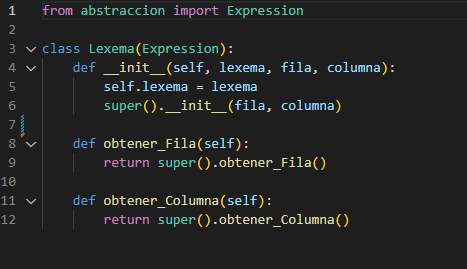 1 from abstraccion import Expression
2
3 class Lexema(Expression):
4 def __init__(self, lexema, fila, columna):
5 self.lexema = lexema
6 super().__init__(fila, columna)
7
8 def obtener_Fila(self):
9 return super().obtener_Fila()
10
11 def obtener_Columna(self):
12 return super().obtener_Columna()